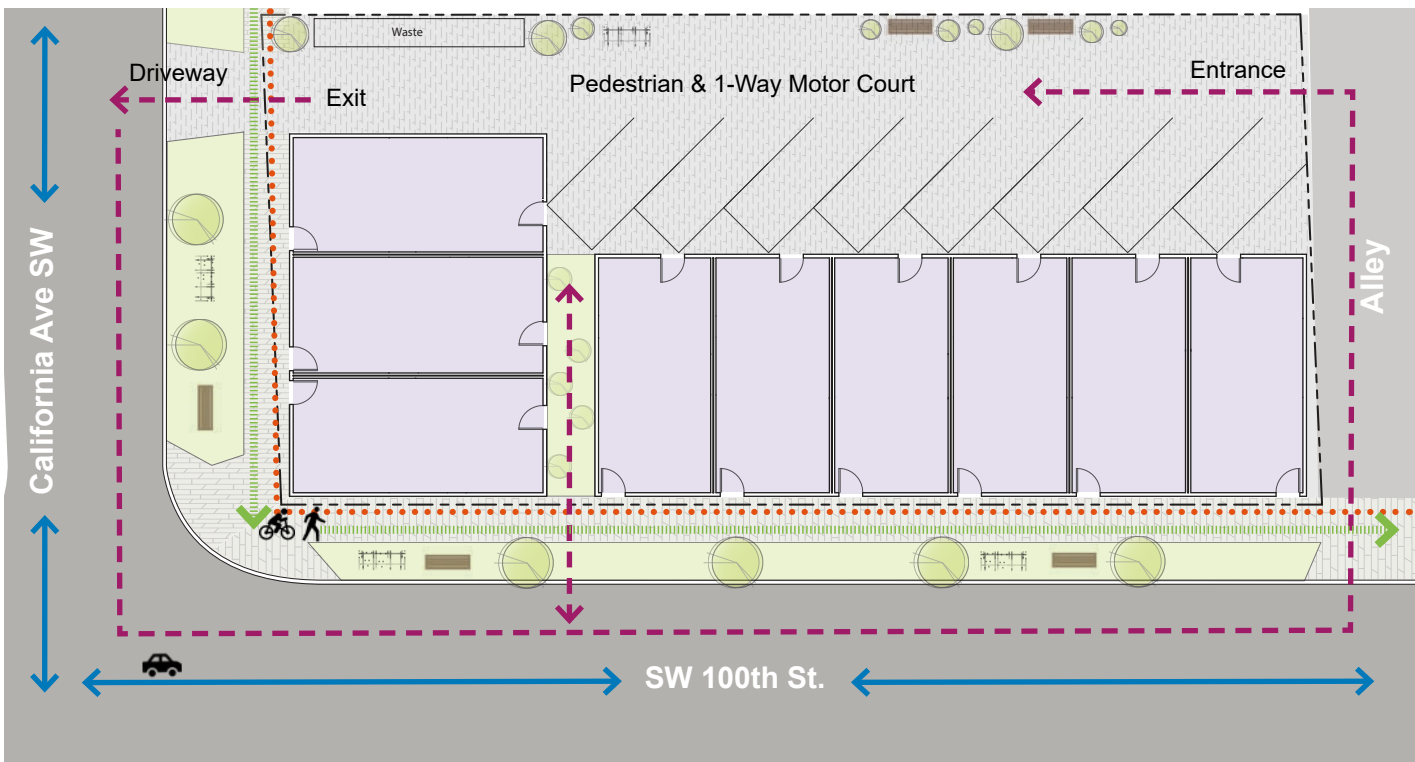 Waste
Driveway
Pedestrian & 1-Way Motor Court
Entrance
Exit
California Ave SW
Alley
SW 100th St.